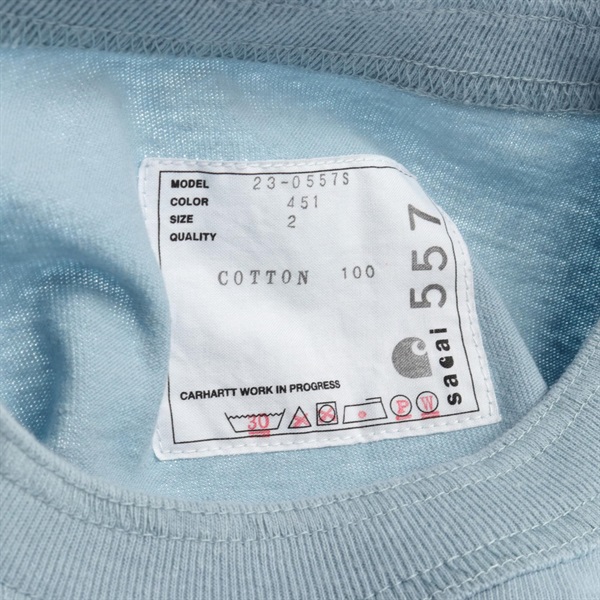 MODEL 23-0557S
COLOR 451
SIZE 2
QUALITY
COTTON 100
CARHARTT WORK IN PROGRESS
30 P W
557
sacai